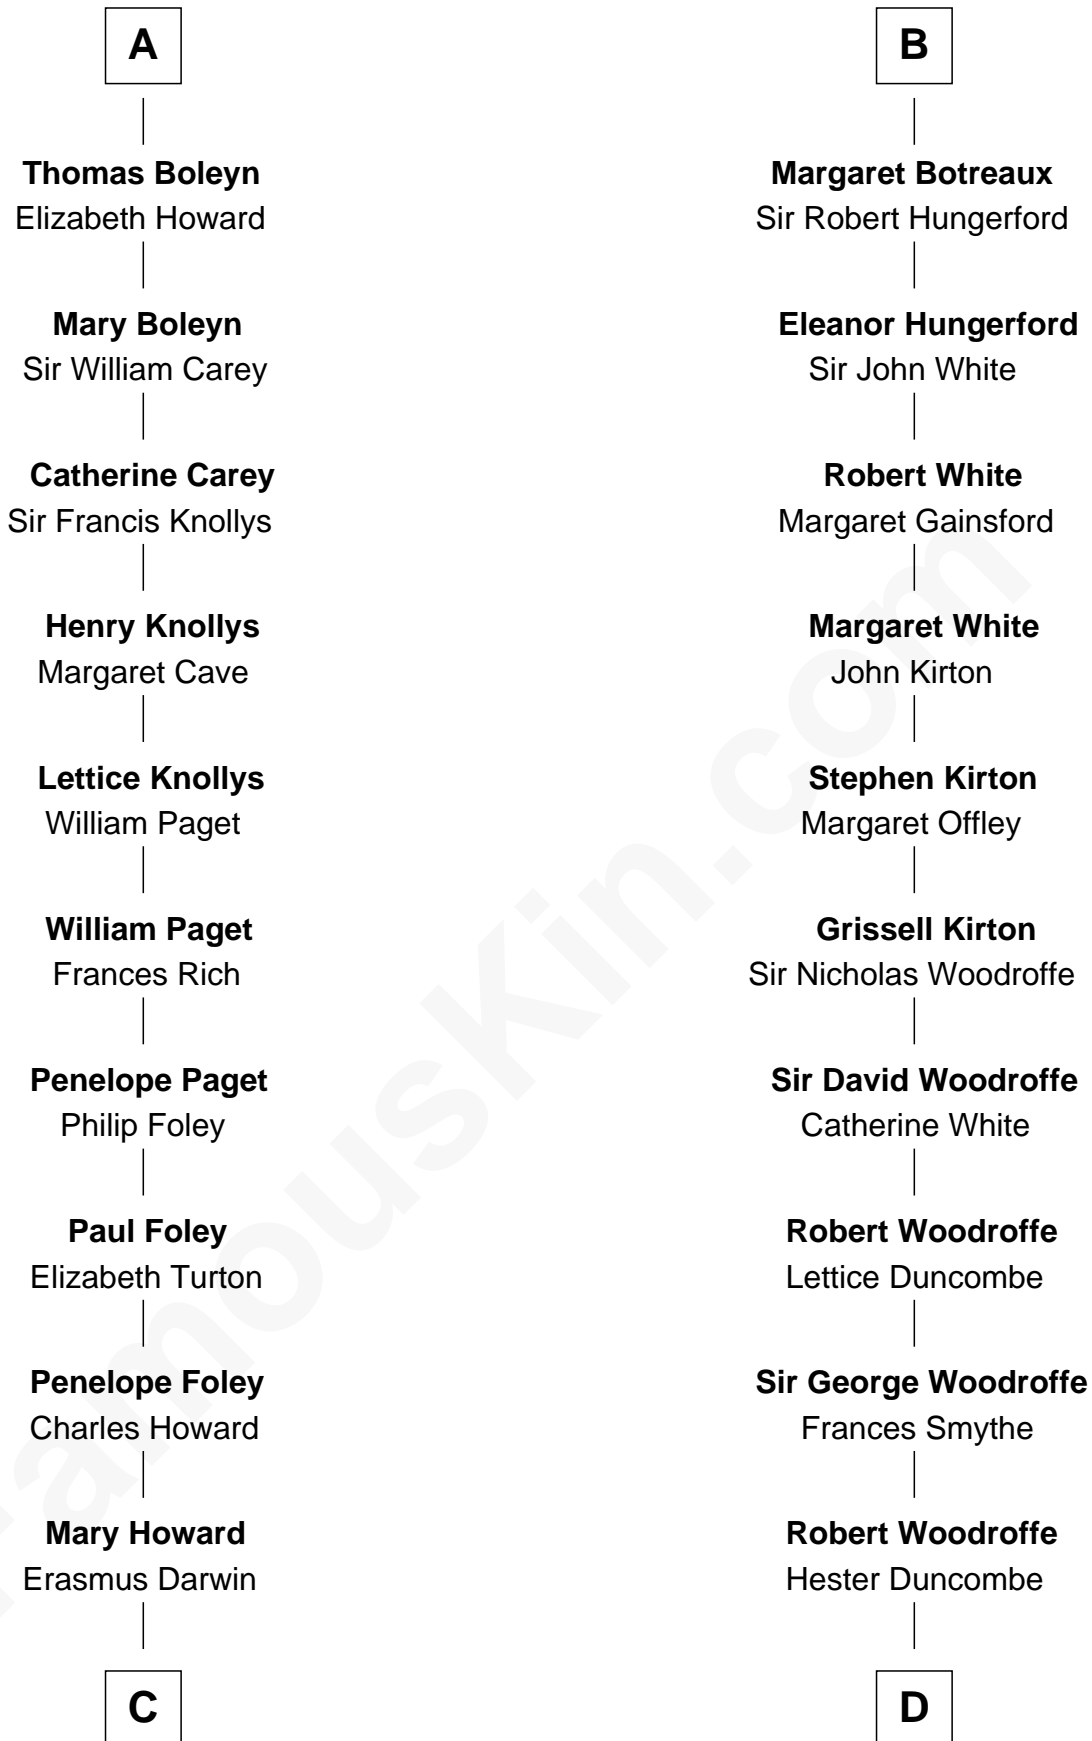 A
Thomas Boleyn
Elizabeth Howard
Mary Boleyn
Sir William Carey
Catherine Carey
Sir Francis Knollys
Henry Knollys
Margaret Cave
Lettice Knollys
William Paget
William Paget
Frances Rich
Penelope Paget
Philip Foley
Paul Foley
Elizabeth Turton
Penelope Foley
Charles Howard
Mary Howard
Erasmus Darwin
C
B
Margaret Botreaux
Sir Robert Hungerford
Eleanor Hungerford
Sir John White
Robert White
Margaret Gainsford
Margaret White
John Kirton
Stephen Kirton
Margaret Offley
Grissell Kirton
Sir Nicholas Woodroffe
Sir David Woodroffe
Catherine White
Robert Woodroffe
Lettice Duncombe
Sir George Woodroffe
Frances Smythe
Robert Woodroffe
Hester Duncombe
D
FamousKin.com